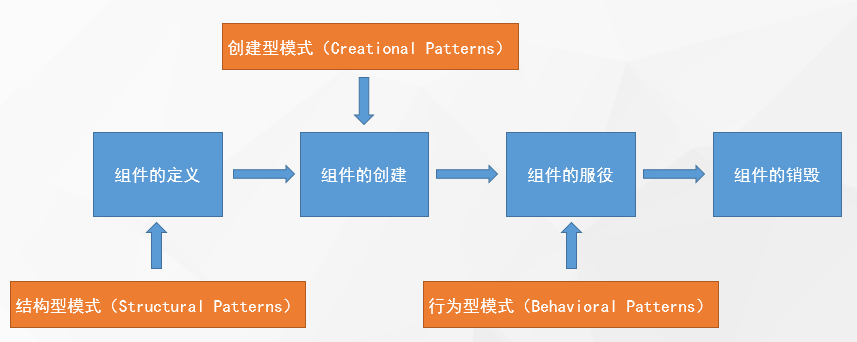 创建型模式（Creational Patterns）
组件的定义
组件的创建
组件的服役
组件的销毁
结构型模式（Structural Patterns）
行为型模式（Behavioral Patterns）